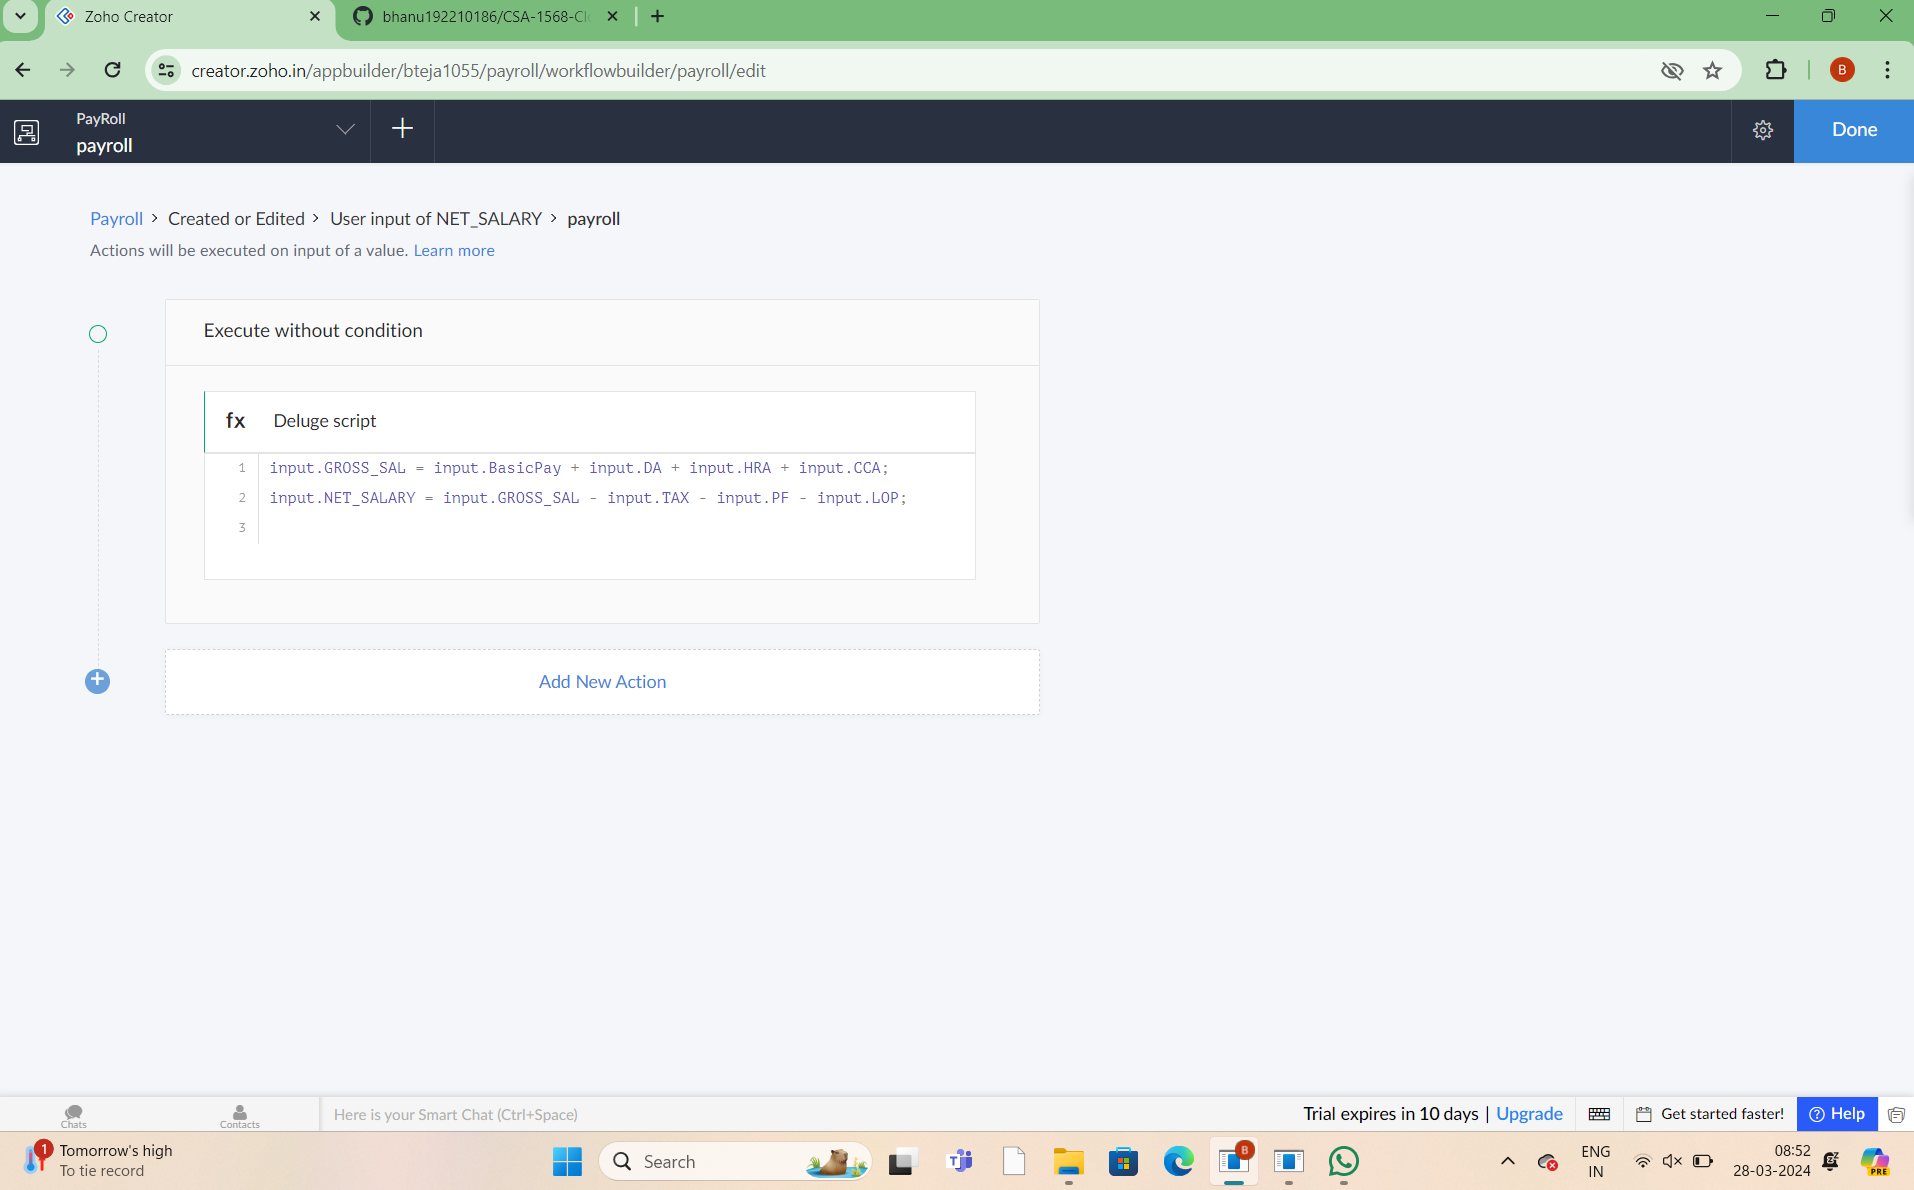 Zoho Creator
bhanu192210186/CSA-1568-Cl
creator.zoho.in/appbuilder/bteja1055/payroll/workflowbuilder/payroll/edit
B
PayRoll
payroll
Done
Payroll > Created or Edited > User input of NET_SALARY > payroll
Actions will be executed on input of a value. Learn more
Execute without condition
fx Deluge script
1 input.GROSS_SAL = input.BasicPay + input.DA + input.HRA + input.CCA;
2 input.NET_SALARY = input.GROSS_SAL - input.TAX - input.PF - input.LOP;
3
Add New Action
Chats
Contacts
Here is your Smart Chat (Ctrl+Space)
Trial expires in 10 days | Upgrade
Get started faster!
Help
1
Tomorrow's high
To tie record
Search
B
ENG
IN
08:52
28-03-2024
PRE